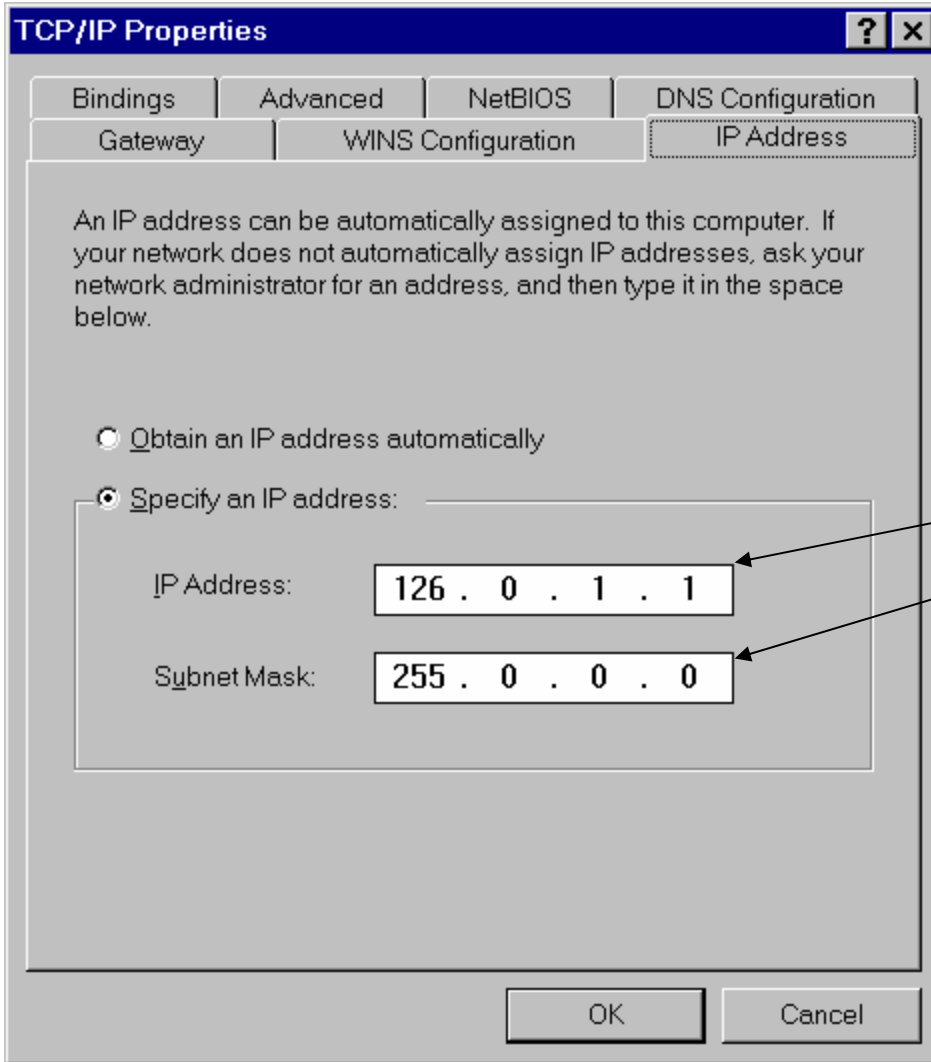 TCP/IP Properties
Bindings Advanced NetBIOS DNS Configuration
Gateway WINS Configuration IP Address
An IP address can be automatically assigned to this computer. If
your network does not automatically assign IP addresses, ask your
network administrator for an address, and then type it in the space
below.
Obtain an IP address automatically
Specify an IP address:
IP Address: 126 . 0 . 1 . 1
Subnet Mask: 255 . 0 . 0 . 0
OK Cancel